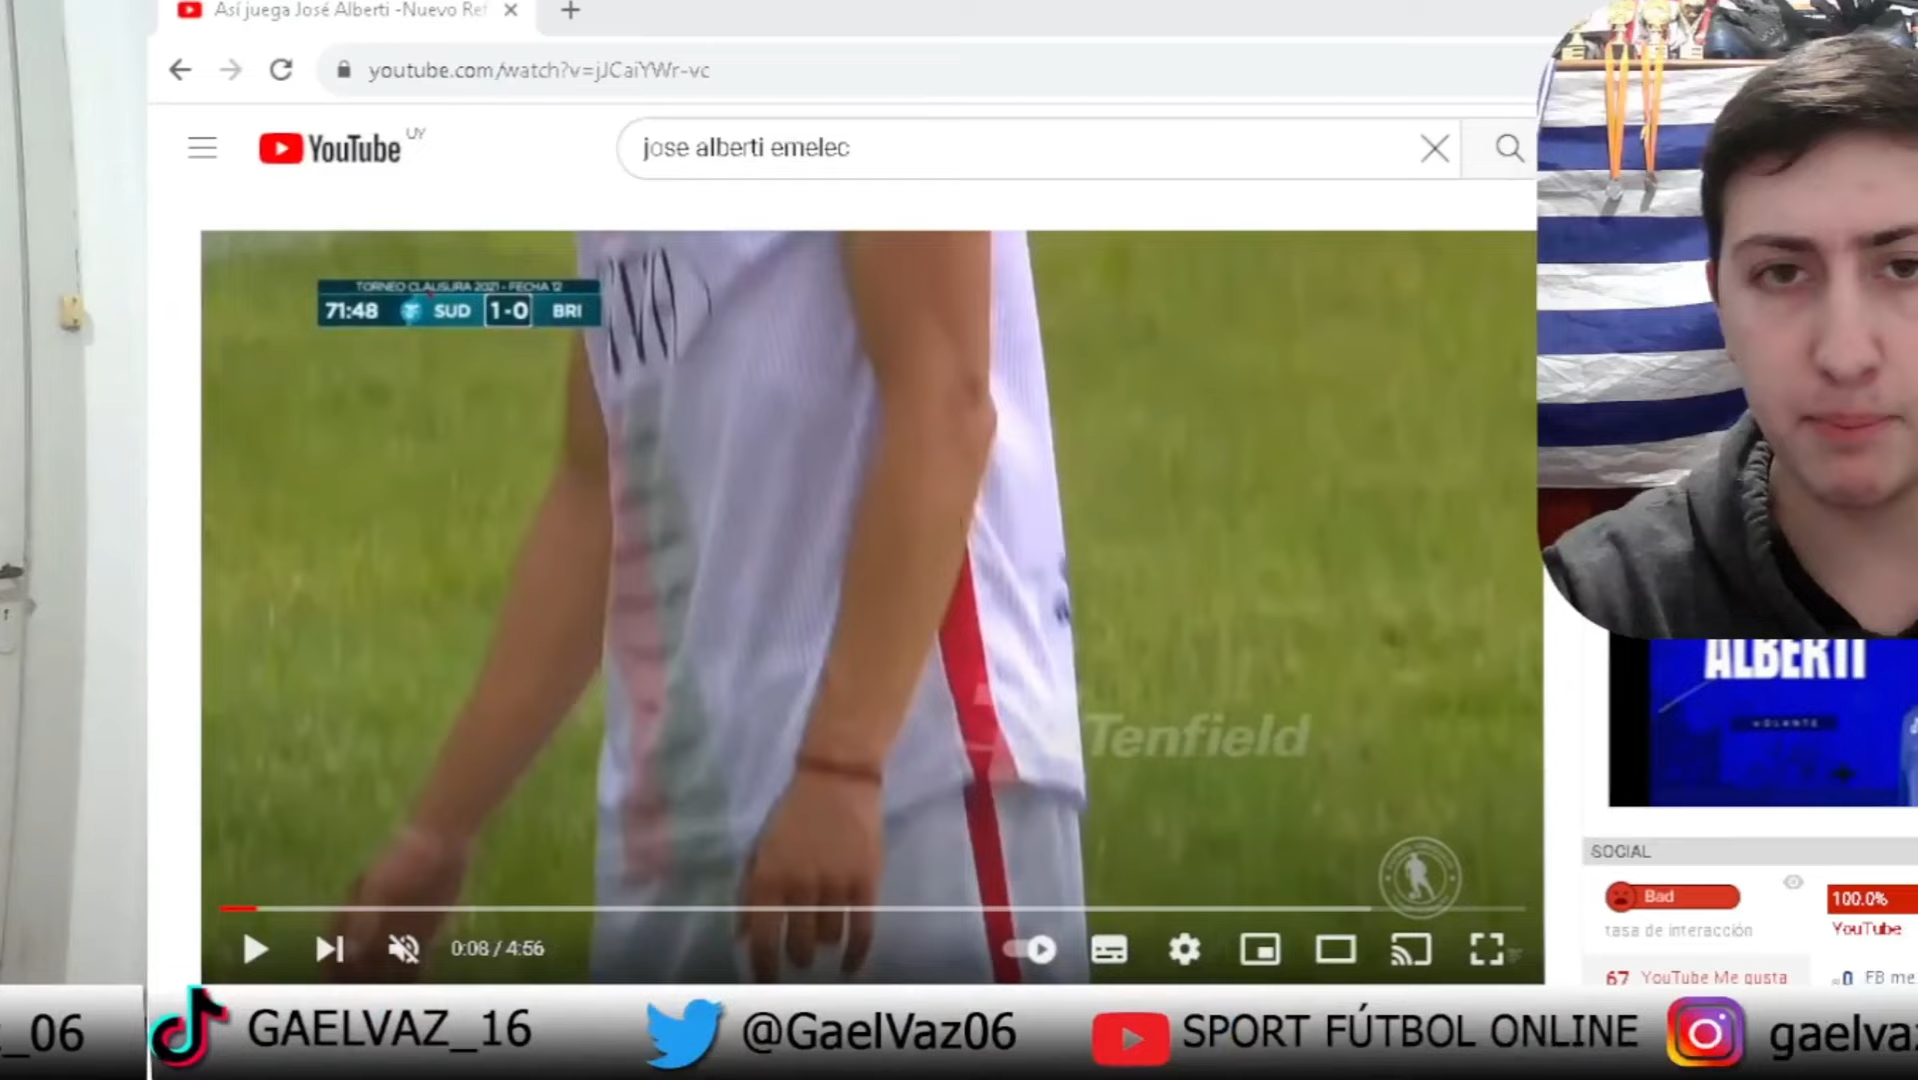 Así juega José Alberti -Nuevo Ref
youtube.com/watch?v=jJCaiYWr-vc
YouTube UY
jose alberti emelec
TORNEO CLAUSURA 2021 - FECHA 12
71:48 SUD 1-0 BRI
Tenfield
ALBERTI
VOLANTE
SOCIAL
Bad
100.0%
tasa de interacción
YouTube
67 YouTube Me gusta
0 FB me
0:08 / 4:56
_06
GAELVAZ_16
@GaelVaz06
SPORT FÚTBOL ONLINE
gaelvaz